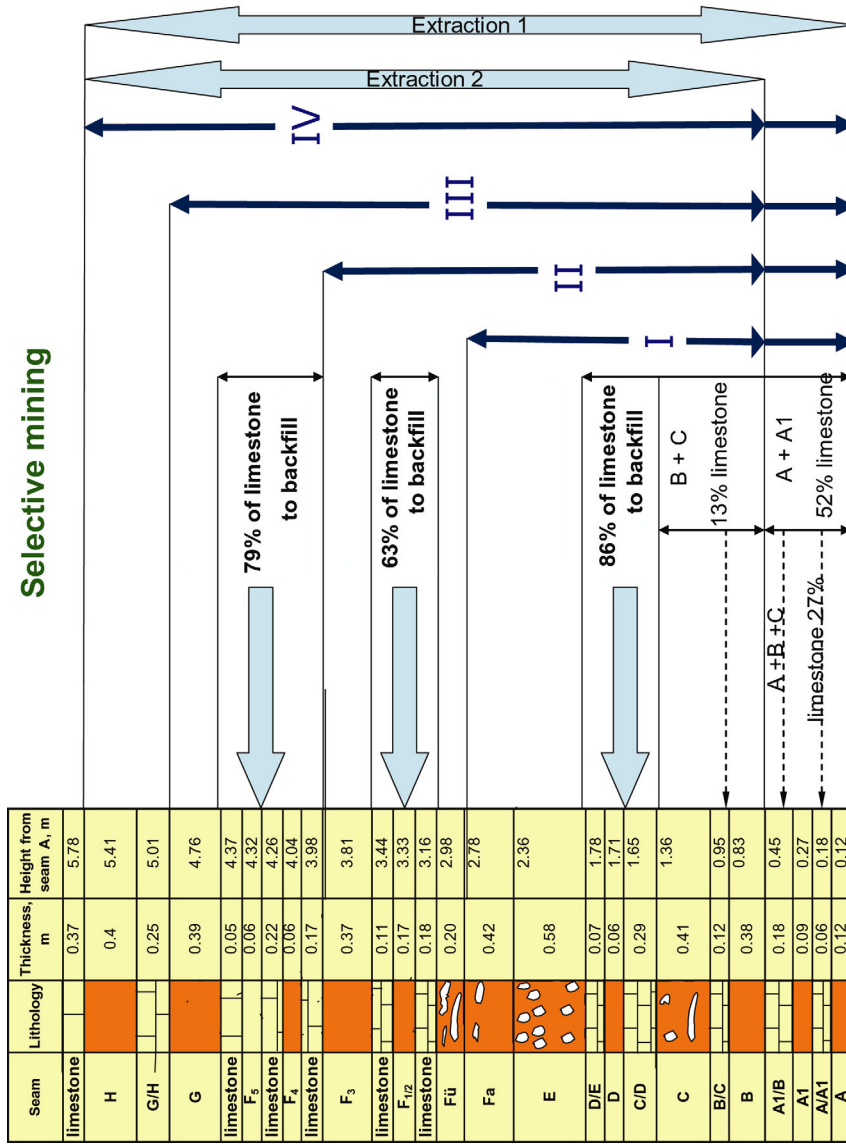 Selective mining
Seam Lithology Thickness, m Height from seam A, m
limestone 0.37 5.78
H 0.4 5.41
G/H 0.25 5.01
G 0.39 4.76
limestone 0.05 4.37
F5 0.06 4.32
limestone 0.22 4.26
F4 0.06 4.04
limestone 0.17 3.98
F3 0.37 3.81
limestone 0.11 3.44
F1/2 0.17 3.33
limestone 0.18 3.16
Fü 0.20 2.98
Fa 0.42 2.78
E 0.58 2.36
D/E 0.07 1.78
D 0.06 1.71
C/D 0.29 1.65
C 0.41 1.36
B/C 0.12 0.95
B 0.38 0.83
A1/B 0.18 0.45
A1 0.09 0.27
A/A1 0.06 0.18
A 0.12 0.12
79% of limestone
to backfill
63% of limestone
to backfill
86% of limestone
to backfill
B + C
13% limestone
A + A1
52% limestone
A +B +C
limestone 27%
I
II
III
IV
Extraction 2
Extraction 1